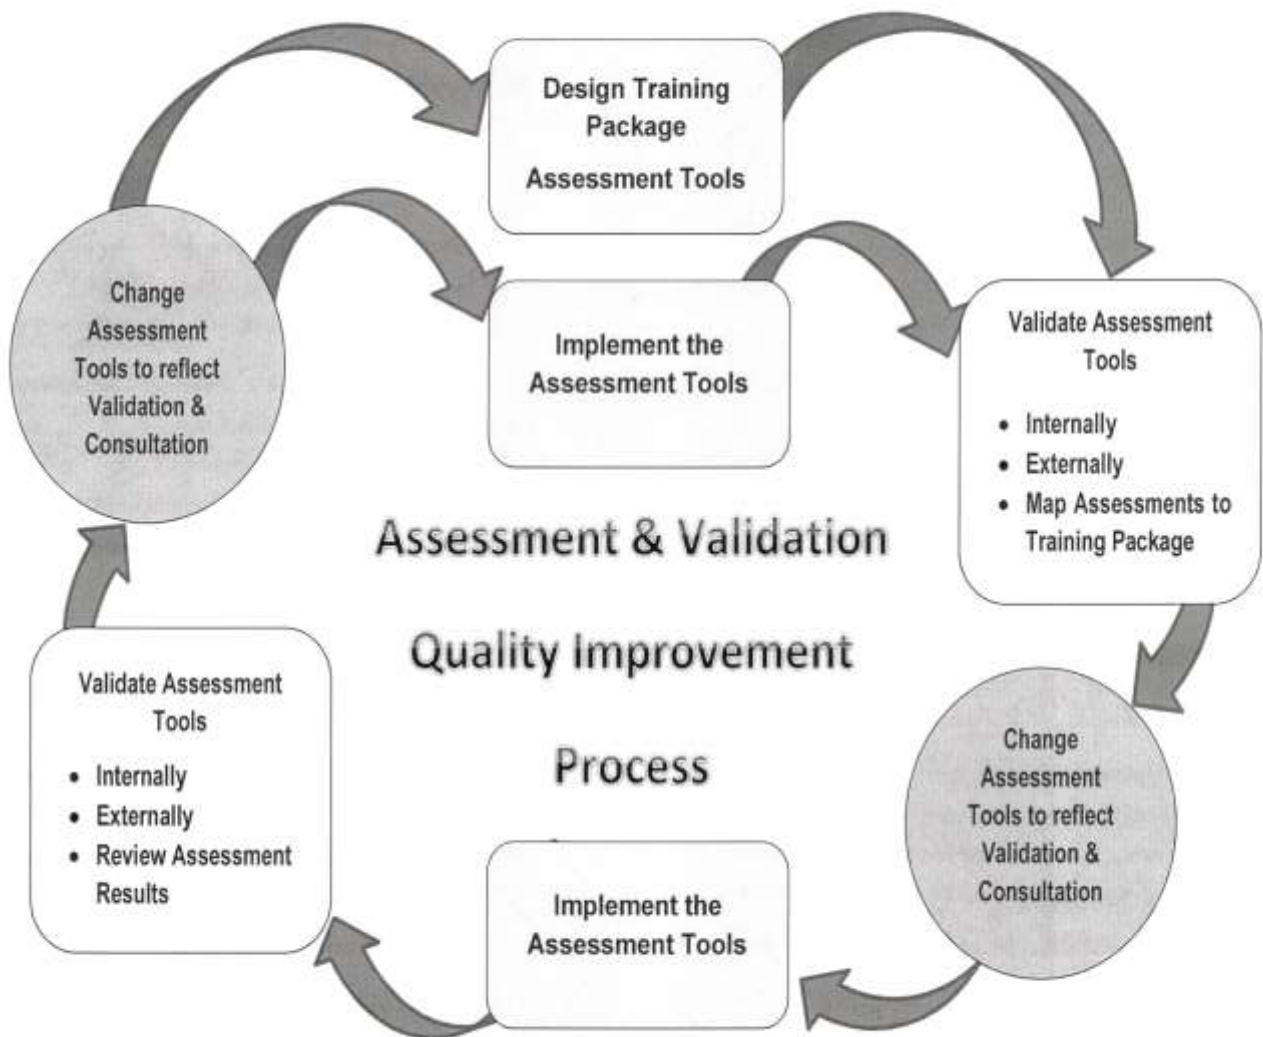 Design Training
Package
Assessment Tools
Implement the
Assessment Tools
Validate Assessment
Tools
• Internally
• Externally
• Map Assessments to
Training Package
Change
Assessment
Tools to reflect
Validation &
Consultation
Implement the
Assessment Tools
Validate Assessment
Tools
• Internally
• Externally
• Review Assessment
Results
Change
Assessment
Tools to reflect
Validation &
Consultation
Assessment & Validation
Quality Improvement
Process